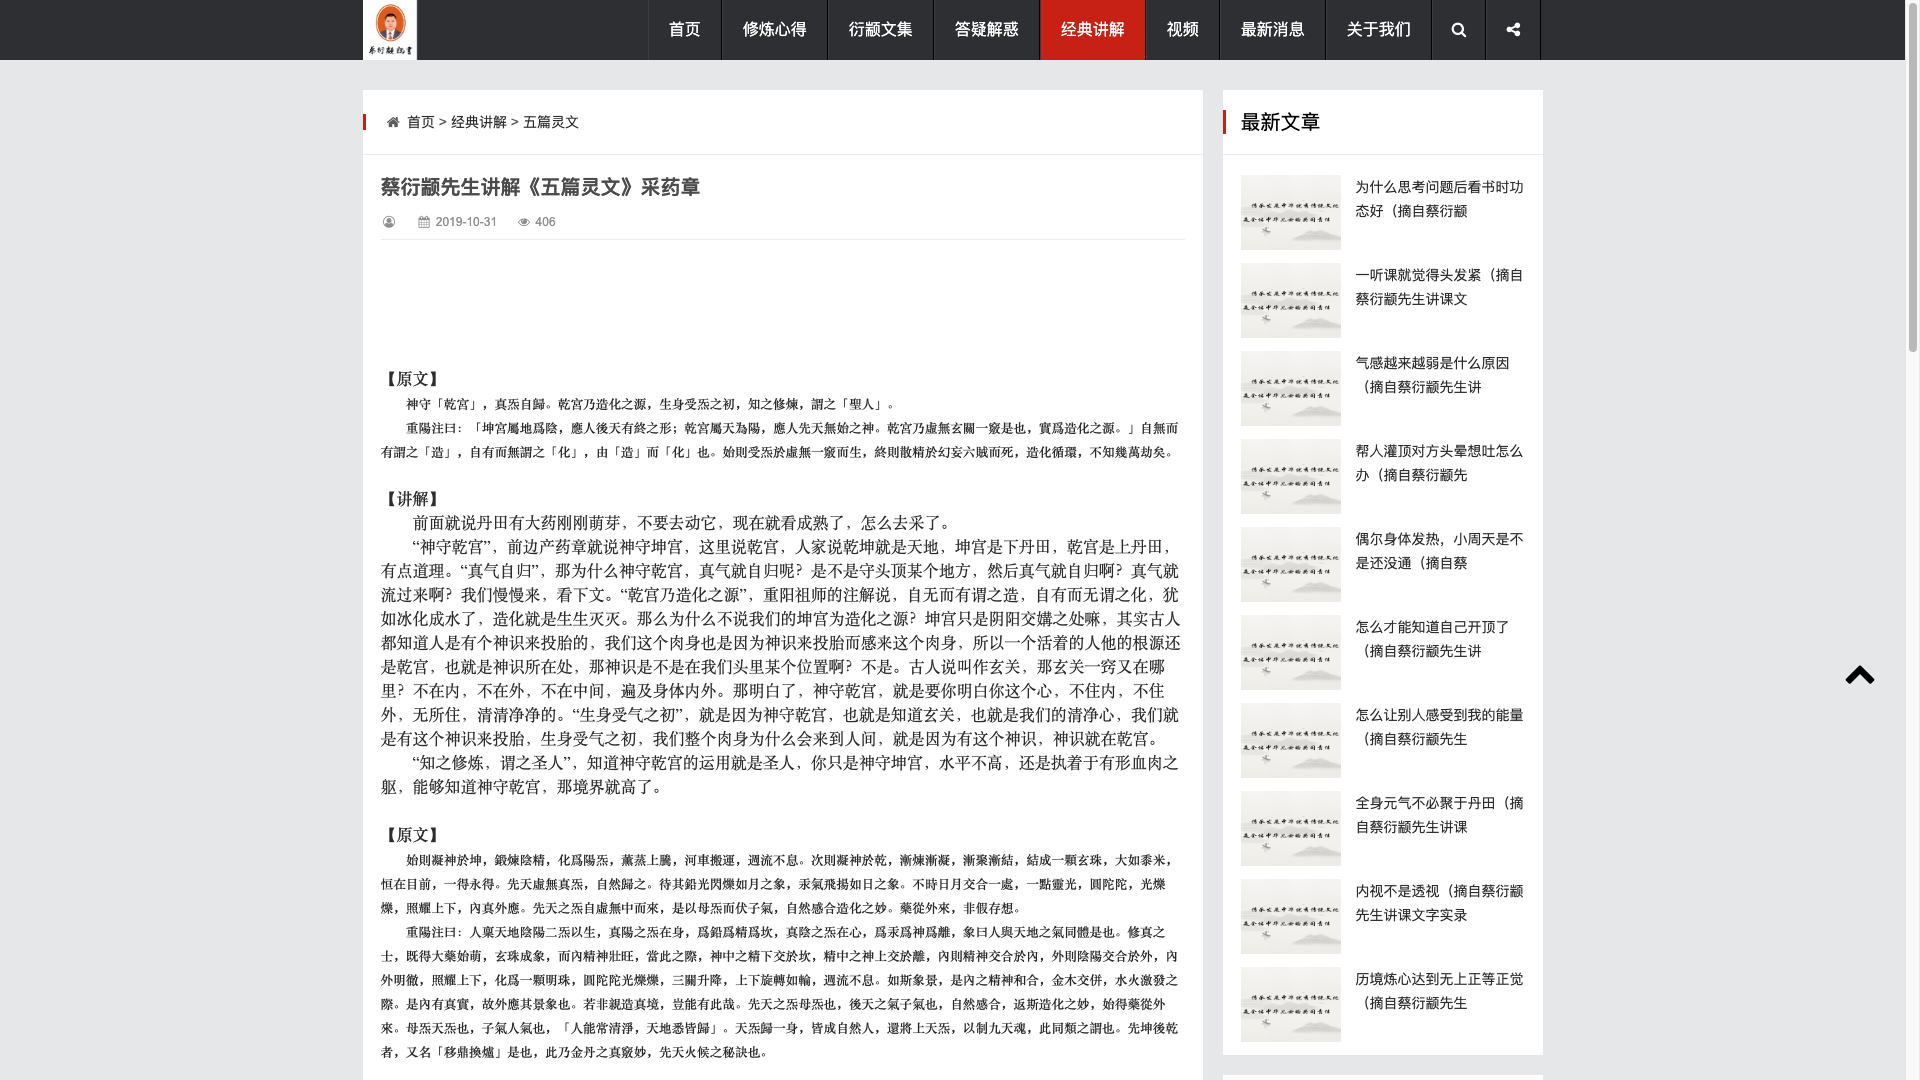 首页
修炼心得
衍颛文集
答疑解惑
经典讲解
视频
最新消息
关于我们
首页 > 经典讲解 > 五篇灵文
蔡衍颛先生讲解《五篇灵文》采药章
2019-10-31 406
【原文】
神守「乾宮」，真炁自歸。乾宮乃造化之源，生身受炁之初，知之修煉，謂之「聖人」。
重陽注曰：「坤宮屬地爲陰，應人後天有終之形；乾宮屬天為陽，應人先天無始之神。乾宮乃虛無玄關一竅是也，實爲造化之源。」自無而
有謂之「造」，自有而無謂之「化」，由「造」而「化」也。始則受炁於虛無一竅而生，終則散精於幻妄六賊而死，造化循環，不知幾萬劫矣。
【讲解】
前面就说丹田有大药刚刚萌芽，不要去动它，现在就看成熟了，怎么去采了。
“神守乾宫”，前边产药章就说神守坤宫，这里说乾宫，人家说乾坤就是天地，坤宫是下丹田，乾宫是上丹田，
有点道理。“真气自归”，那为什么神守乾宫，真气就自归呢？是不是守头顶某个地方，然后真气就自归啊？真气就
流过来啊？我们慢慢来，看下文。“乾宫乃造化之源”，重阳祖师的注解说，自无而有谓之造，自有而无谓之化，犹
如冰化成水了，造化就是生生灭灭。那么为什么不说我们的坤宫为造化之源？坤宫只是阴阳交媾之处嘛，其实古人
都知道人是有个神识来投胎的，我们这个肉身也是因为神识来投胎而感来这个肉身，所以一个活着的人他的根源还
是乾宫，也就是神识所在处，那神识是不是在我们头里某个位置啊？不是。古人说叫作玄关，那玄关一窍又在哪
里？不在内，不在外，不在中间，遍及身体内外。那明白了，神守乾宫，就是要你明白你这个心，不住内，不住
外，无所住，清清净净的。“生身受气之初”，就是因为神守乾宫，也就是知道玄关，也就是我们的清净心，我们就
是有这个神识来投胎，生身受气之初，我们整个肉身为什么会来到人间，就是因为有这个神识，神识就在乾宫。
“知之修炼，谓之圣人”，知道神守乾宫的运用就是圣人，你只是神守坤宫，水平不高，还是执着于有形血肉之
躯，能够知道神守乾宫，那境界就高了。
【原文】
始則凝神於坤，鍛煉陰精，化爲陽炁，薰蒸上騰，河車搬運，週流不息。次則凝神於乾，漸煉漸凝，漸聚漸結，結成一顆玄珠，大如黍米，
恒在目前，一得永得。先天虛無真炁，自然歸之。待其鉛光閃爍如月之象，汞氣飛揚如日之象。不時日月交合一處，一點靈光，圓陀陀，光爍
爍，照耀上下，內真外應。先天之炁自虛無中而來，是以母炁而伏子氣，自然感合造化之妙。藥從外來，非假存想。
重陽注曰：人稟天地陰陽二炁以生，真陽之炁在身，爲鉛爲精爲坎，真陰之炁在心，爲汞爲神爲離，象曰人與天地之氣同體是也。修真之
士，既得大藥始萌，玄珠成象，而內精神壯旺，當此之際，神中之精下交於坎，精中之神上交於離，內則精神交合於內，外則陰陽交合於外，內
外明徹，照耀上下，化爲一顆明珠，圓陀陀光爍爍，三關升降，上下旋轉如輪，週流不息。如斯象景，是內之精神和合，金木交併，水火激發之
際。是內有真實，故外應其景象也。若非親造真境，豈能有此哉。先天之炁母炁也，後天之氣子氣也，自然感合，返斯造化之妙，始得藥從外
來。母炁天炁也，子氣人氣也，「人能常清淨，天地悉皆歸」。天炁歸一身，皆成自然人，還將上天炁，以制九天魂，此同類之謂也。先坤後乾
者，又名「移鼎換爐」是也，此乃金丹之真竅妙，先天火候之秘訣也。
最新文章
为什么思考问题后看书时功
态好（摘自蔡衍颛
一听课就觉得头发紧（摘自
蔡衍颛先生讲课文
气感越来越弱是什么原因
（摘自蔡衍颛先生讲
帮人灌顶对方头晕想吐怎么
办（摘自蔡衍颛先
偶尔身体发热，小周天是不
是还没通（摘自蔡
怎么才能知道自己开顶了
（摘自蔡衍颛先生讲
怎么让别人感受到我的能量
（摘自蔡衍颛先生
全身元气不必聚于丹田（摘
自蔡衍颛先生讲课
内视不是透视（摘自蔡衍颛
先生讲课文字实录
历境炼心达到无上正等正觉
（摘自蔡衍颛先生